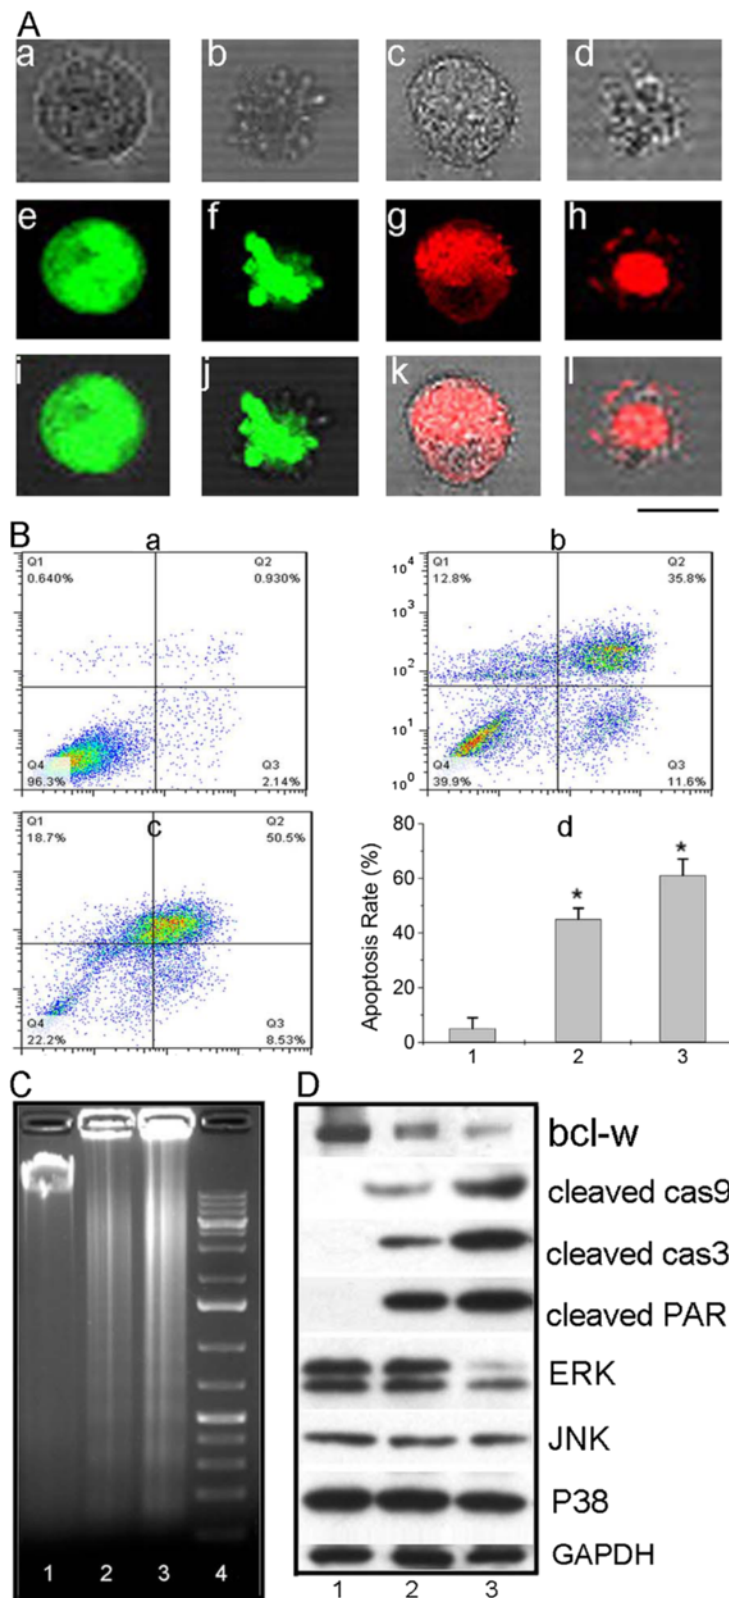 A
a b c d
e f g h
i j k l
B
a
Q1
0.640%
Q2
0.930%
Q4
96.3%
Q3
2.14%
b
Q1
12.8%
Q2
35.8%
10⁴
10³
10²
10¹
10⁰
Q4
39.9%
Q3
11.6%
c
Q1
18.7%
Q2
50.5%
Q4
22.2%
Q3
8.53%
d
Apoptosis Rate (%)
80
60
40
20
0
* *
1 2 3
C
1 2 3 4
D
bcl-w
cleaved cas9
cleaved cas3
cleaved PAR
ERK
JNK
P38
GAPDH
1 2 3